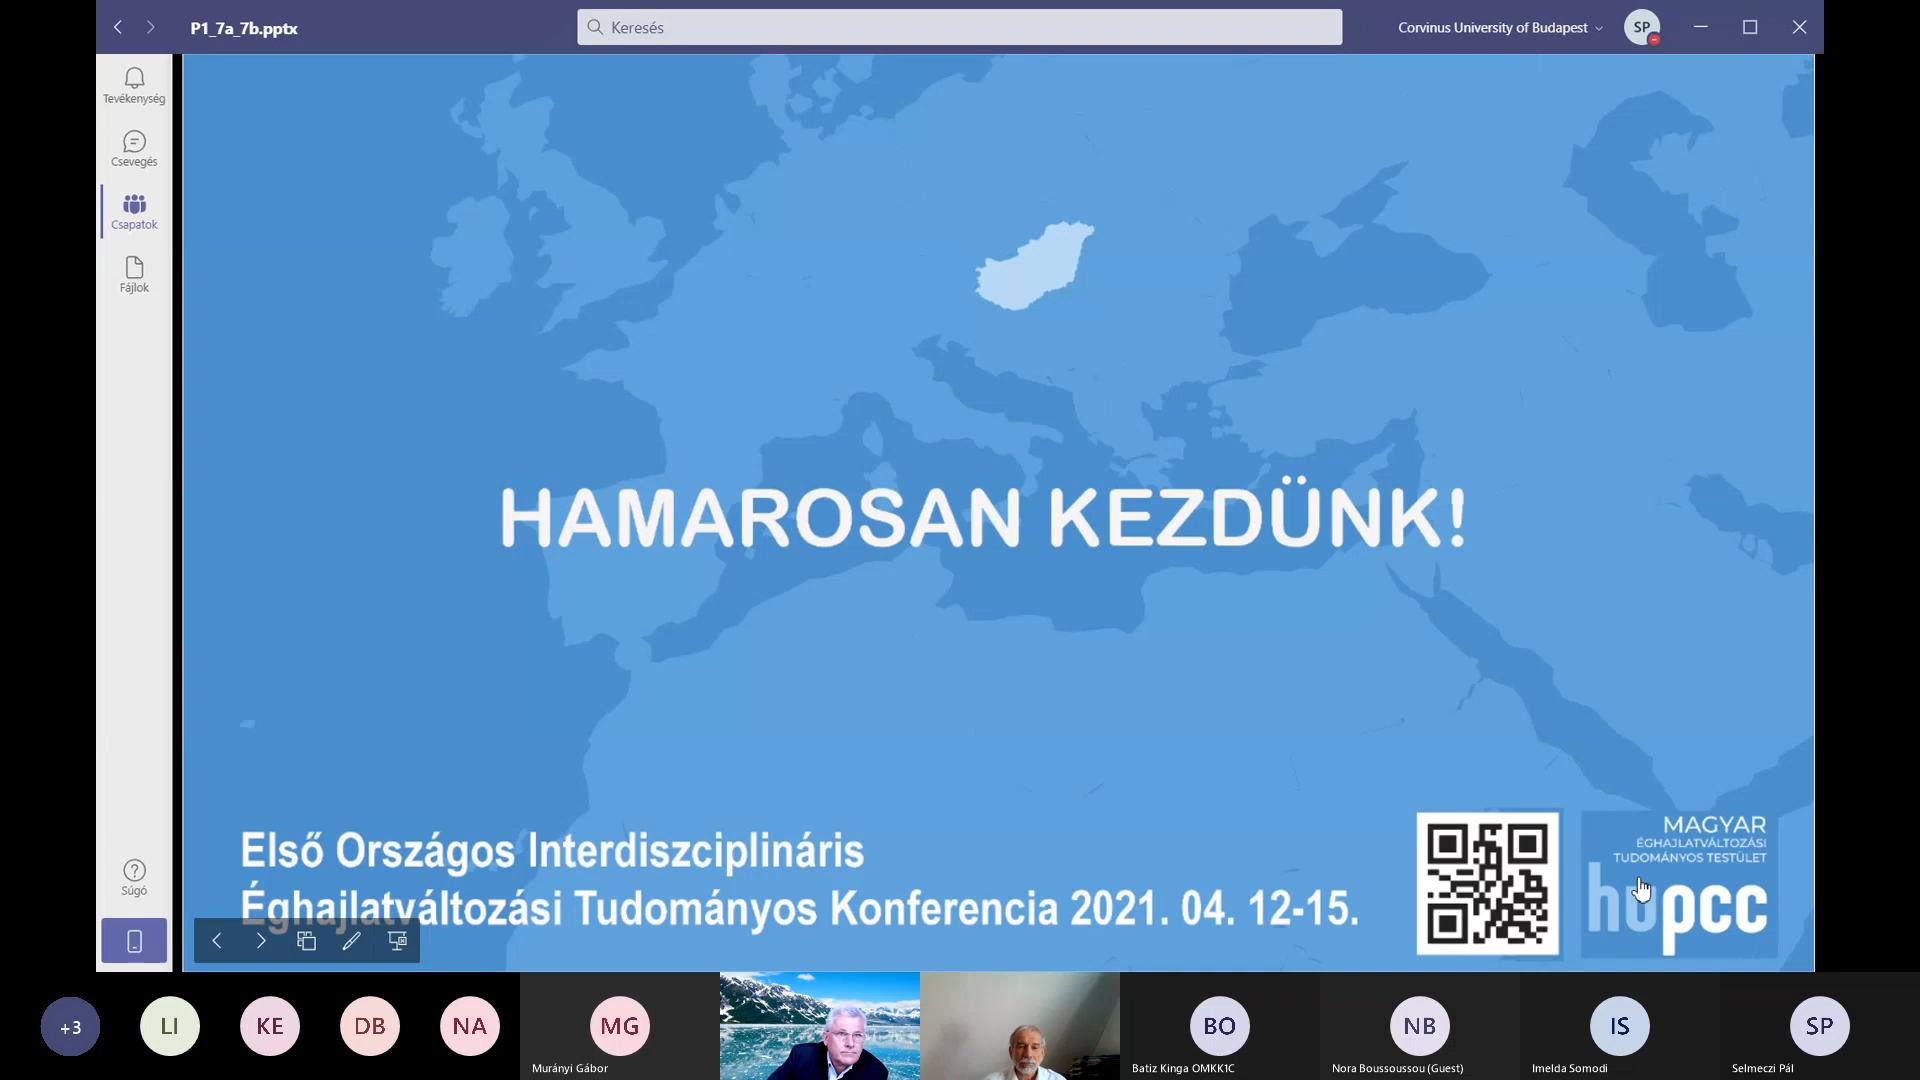 P1_7a_7b.pptx
Keresés
Corvinus University of Budapest
SP
Tevékenység
Csevegés
Csapatok
Fájlok
HAMAROSAN KEZDÜNK!
Első Országos Interdiszciplináris
Éghajlatváltozási Tudományos Konferencia 2021. 04. 12-15.
MAGYAR
ÉGHAJLATVÁLTOZÁSI
TUDOMÁNYOS TESTÜLET
hupcc
Súgó
+3
LI
KE
DB
NA
MG
BO
NB
IS
SP
Murányi Gábor
Batiz Kinga OMKK1C
Nora Boussoussou (Guest)
Imelda Somodi
Selmeczi Pál